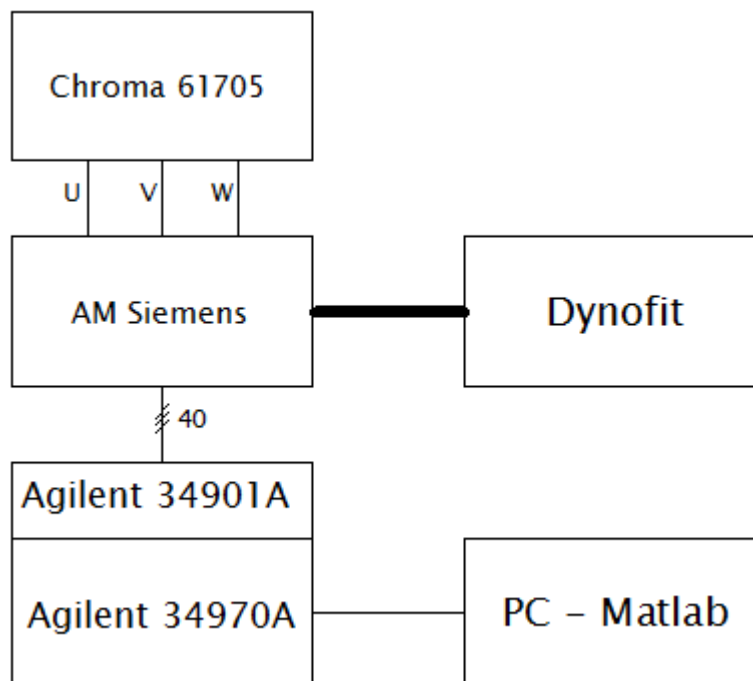 Chroma 61705
U V W
AM Siemens
Dynofit
40
Agilent 34901A
Agilent 34970A
PC - Matlab